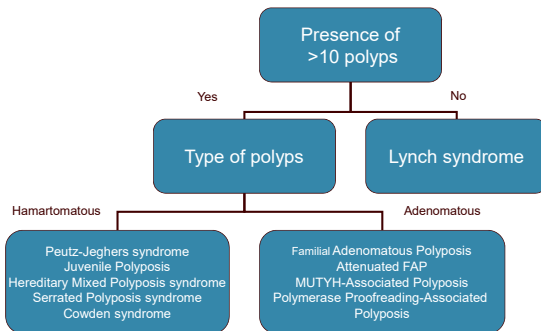 Presence of
>10 polyps
Yes
No
Type of polyps
Lynch syndrome
Hamartomatous
Adenomatous
Peutz-Jeghers syndrome
Juvenile Polyposis
Hereditary Mixed Polyposis syndrome
Serrated Polyposis syndrome
Cowden syndrome
Familial Adenomatous Polyposis
Attenuated FAP
MUTYH-Associated Polyposis
Polymerase Proofreading-Associated
Polyposis